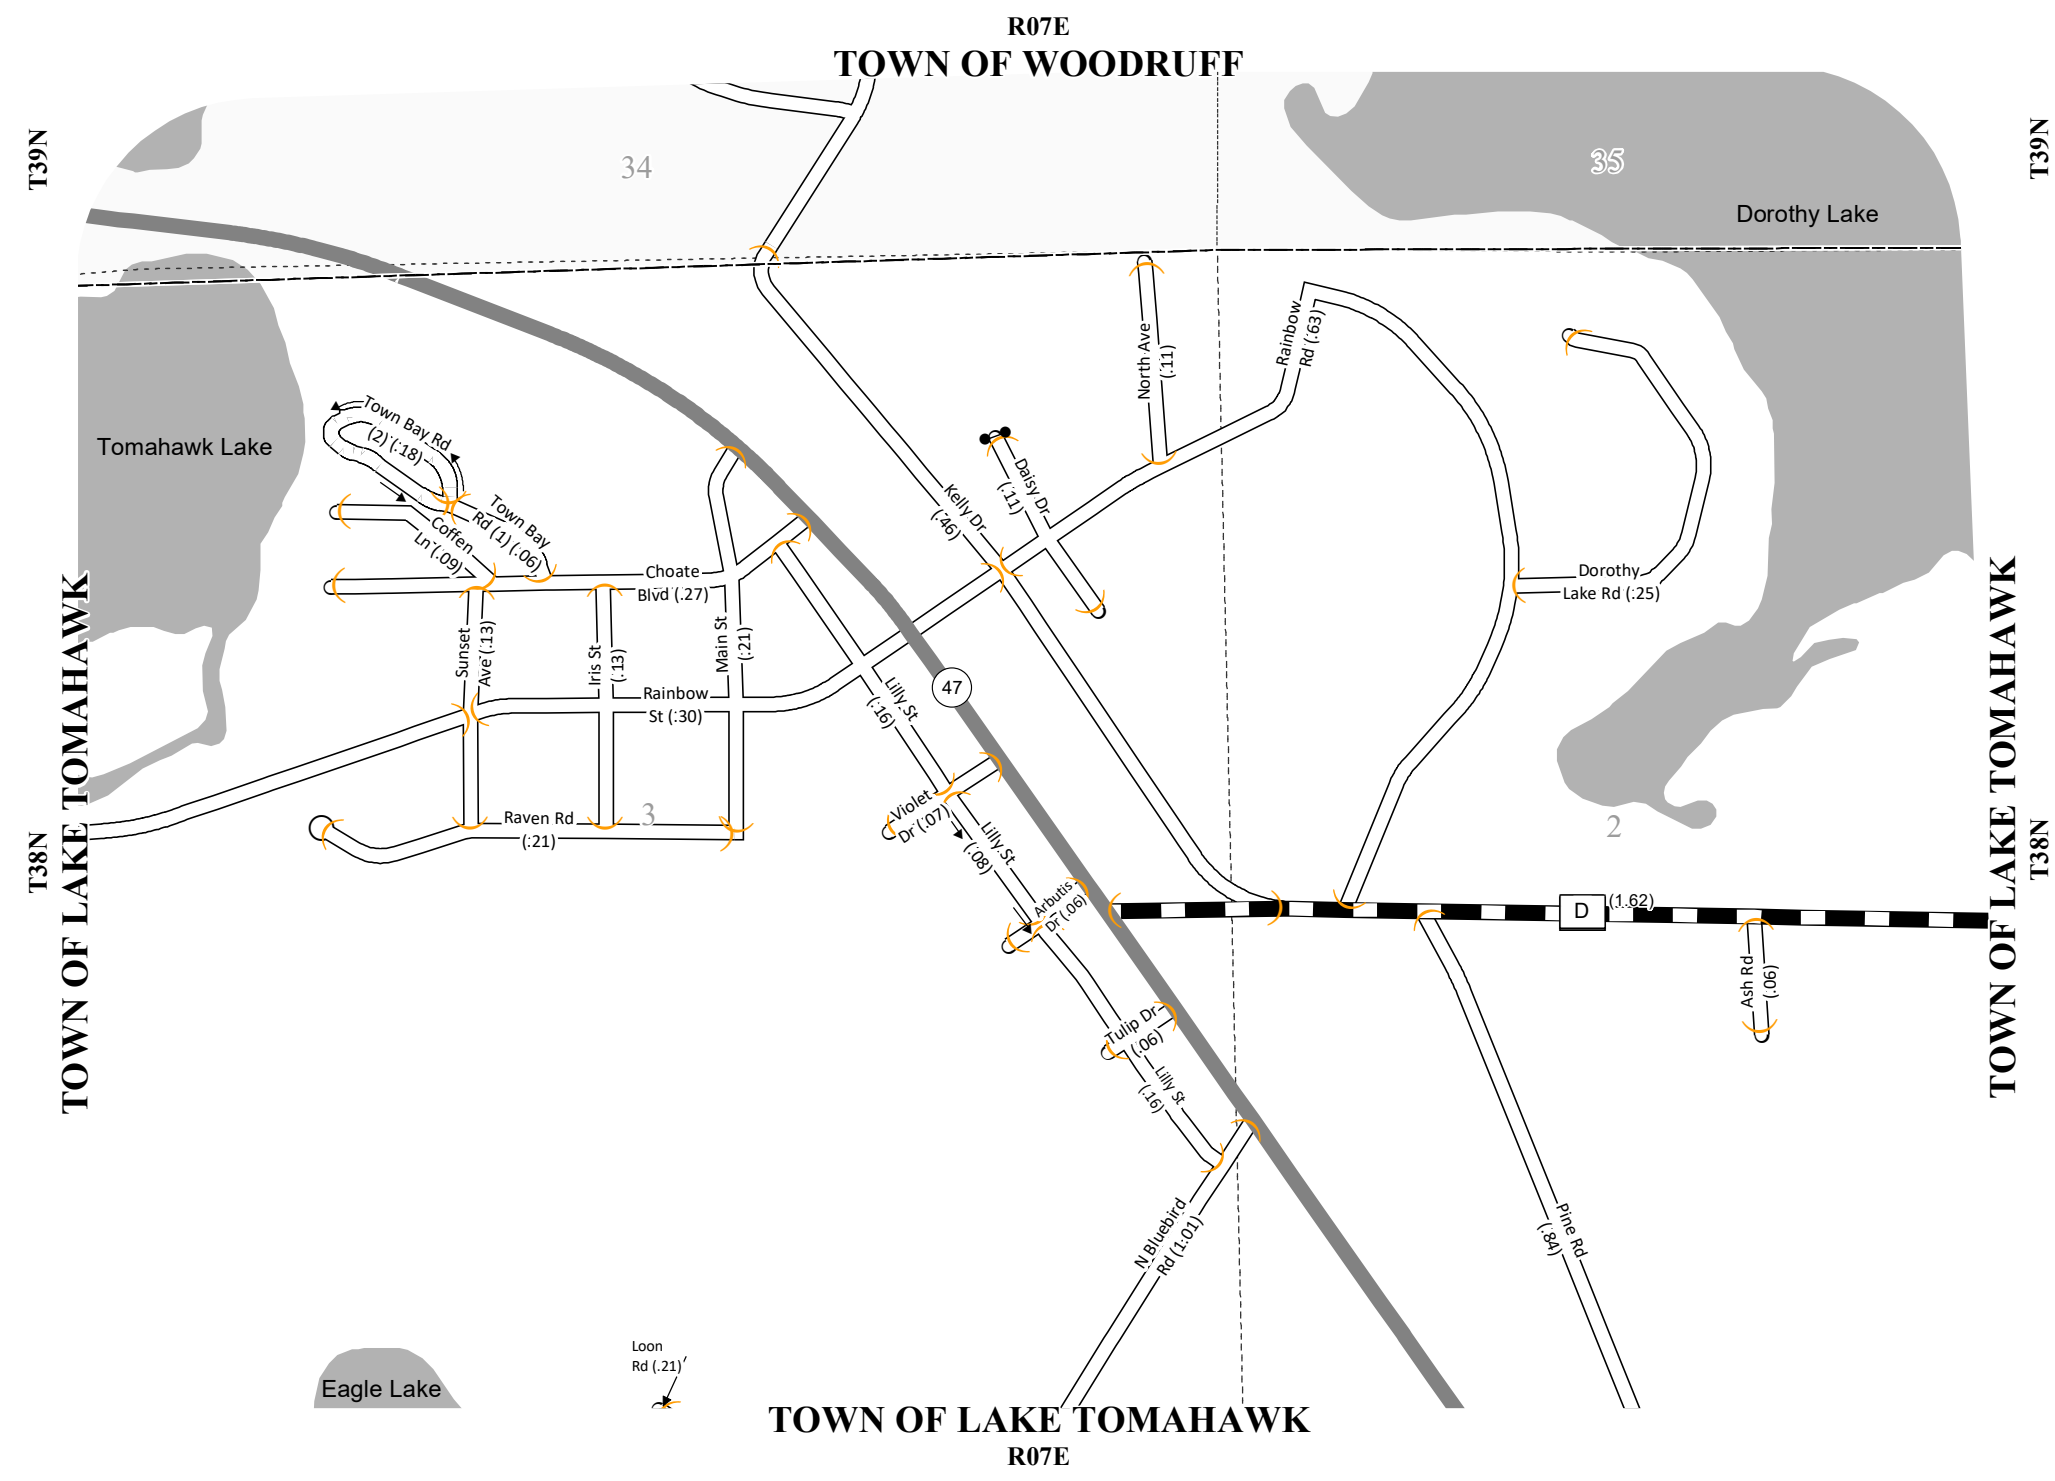 R07E
TOWN OF WOODRUFF
T39N
T39N
34
35
Dorothy Lake
Tomahawk Lake
Town Bay Rd
(2) (.18)
Town Bay
Rd (1) (.06)
Coffen
Ln (.09)
Choate
Blvd (.27)
Sunset
Ave (.13)
Iris St
(.13)
Main St
(.21)
Rainbow
St (.30)
Raven Rd
(.21)
3
Kelly Dr
(.46)
Daisy Dr
(.11)
North Ave
(.11)
Rainbow
Rd (.63)
Dorothy
Lake Rd (.25)
47
Lilly St
(.16)
Violet
Dr (.07)
Lilly St
(.08)
Arbutis
Dr (.06)
Tulip Dr
(.06)
Lilly St
(.16)
N Bluebird
Rd (1.01)
D
(1.62)
2
Ash Rd
(.06)
Pine Rd
(.84)
TOWN OF LAKE TOMAHAWK
TOWN OF LAKE TOMAHAWK
T38N
T38N
Loon
Rd (.21)
Eagle Lake
TOWN OF LAKE TOMAHAWK
R07E